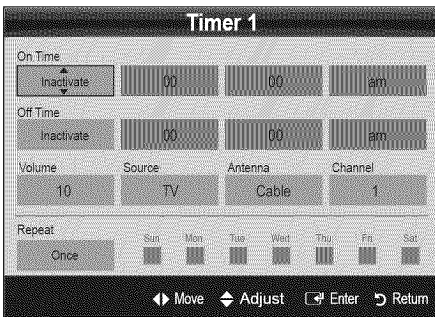 Timer 1
On Time
Inactivate 00 00 am
Off Time
Inactivate 00 00 am
Volume Source Antenna Channel
10 TV Cable 1
Repeat
Once Sun Mon Tue Wed Thu Fri Sat
Move Adjust Enter Return